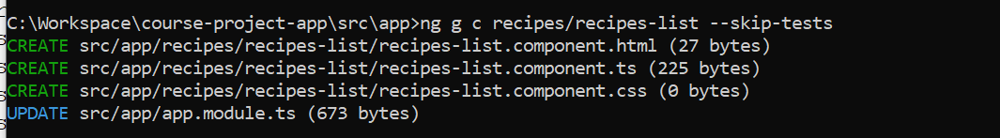 C:\Workspace\course-project-app\src\app>ng g c recipes/recipes-list --skip-tests
CREATE src/app/recipes/recipes-list/recipes-list.component.html (27 bytes)
CREATE src/app/recipes/recipes-list/recipes-list.component.ts (225 bytes)
CREATE src/app/recipes/recipes-list/recipes-list.component.css (0 bytes)
UPDATE src/app/app.module.ts (673 bytes)